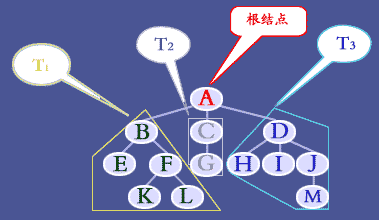 根结点
T₁
T₂
T₃
A
B C D
E F G H I J
K L M